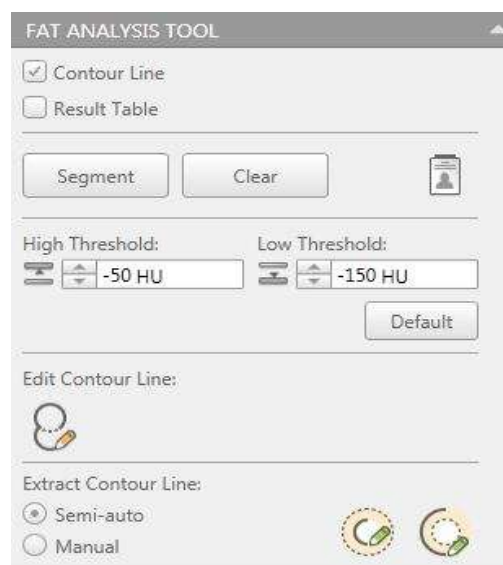 FAT ANALYSIS TOOL
Contour Line
Result Table
Segment Clear
High Threshold: Low Threshold:
-50 HU -150 HU
Default
Edit Contour Line:
Extract Contour Line:
Semi-auto
Manual